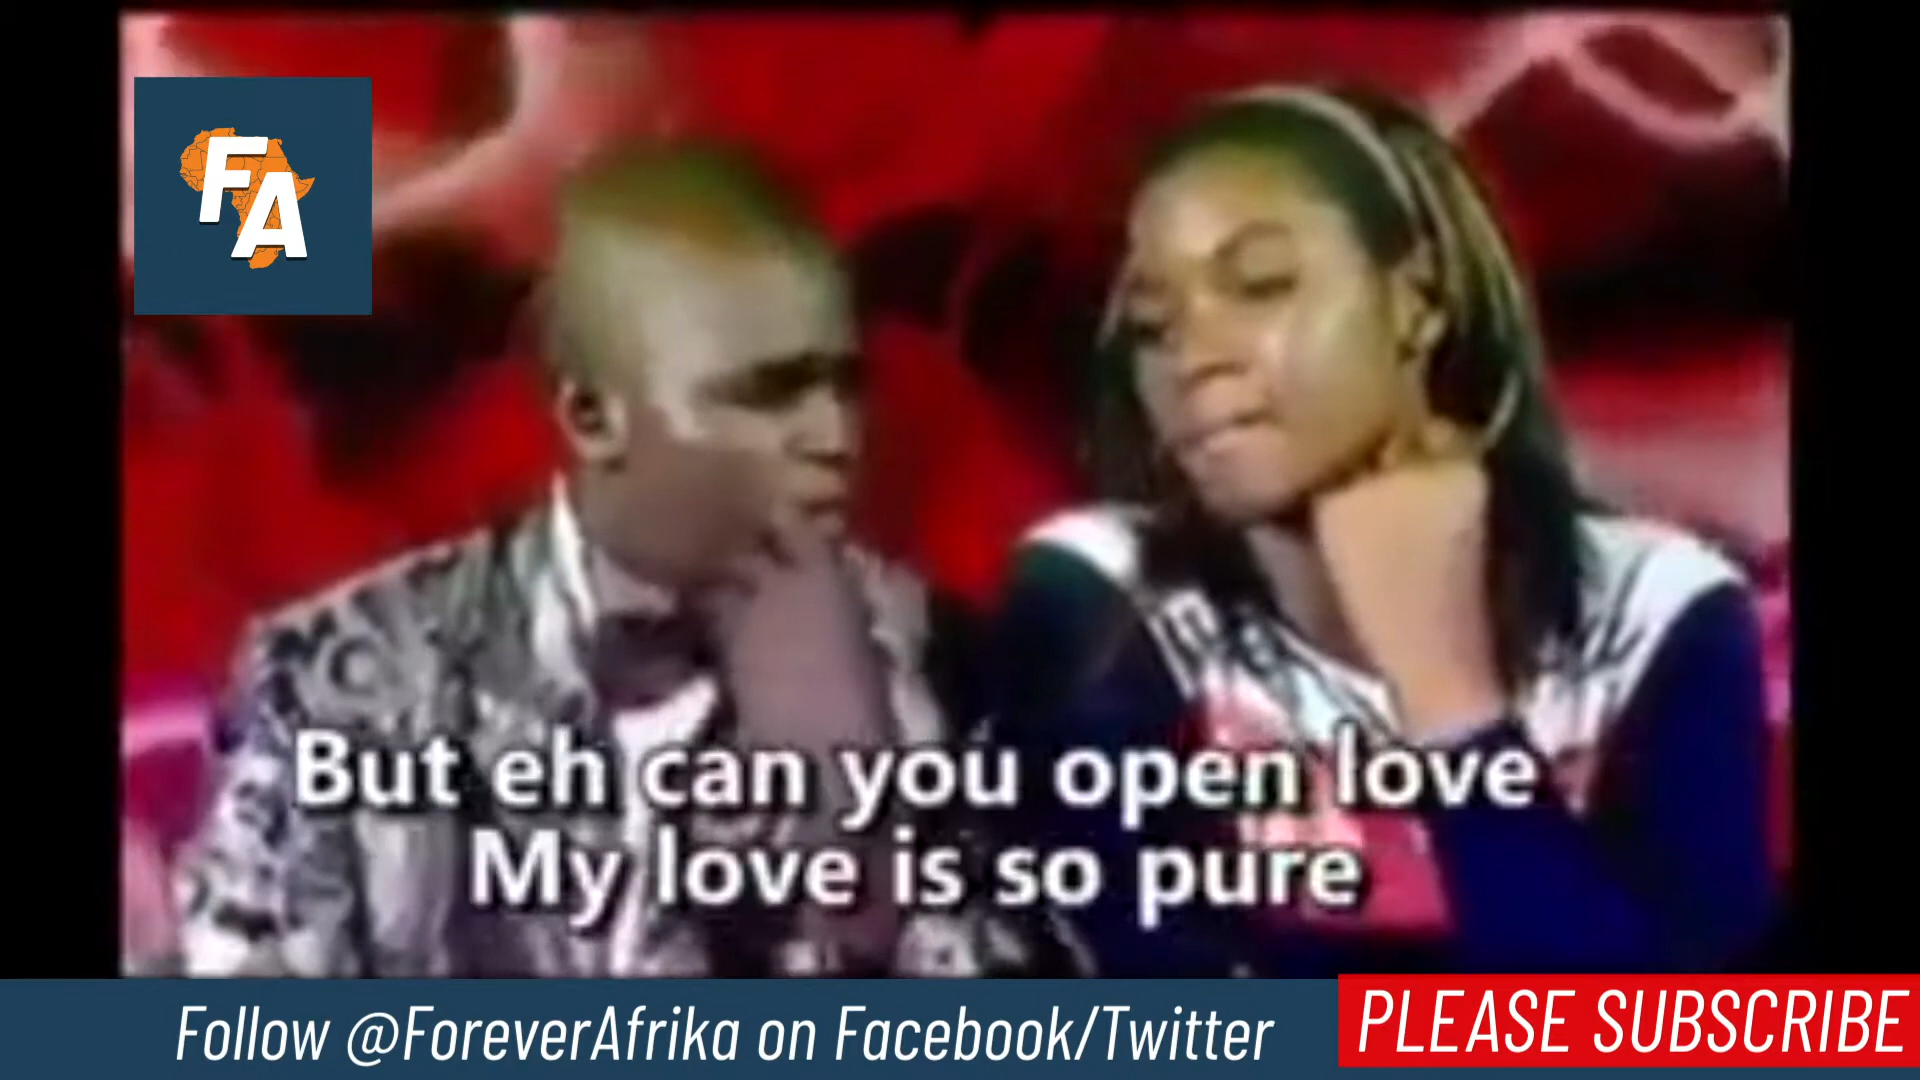 FA
But eh can you open love
My love is so pure
Follow @ForeverAfrika on Facebook/Twitter
PLEASE SUBSCRIBE